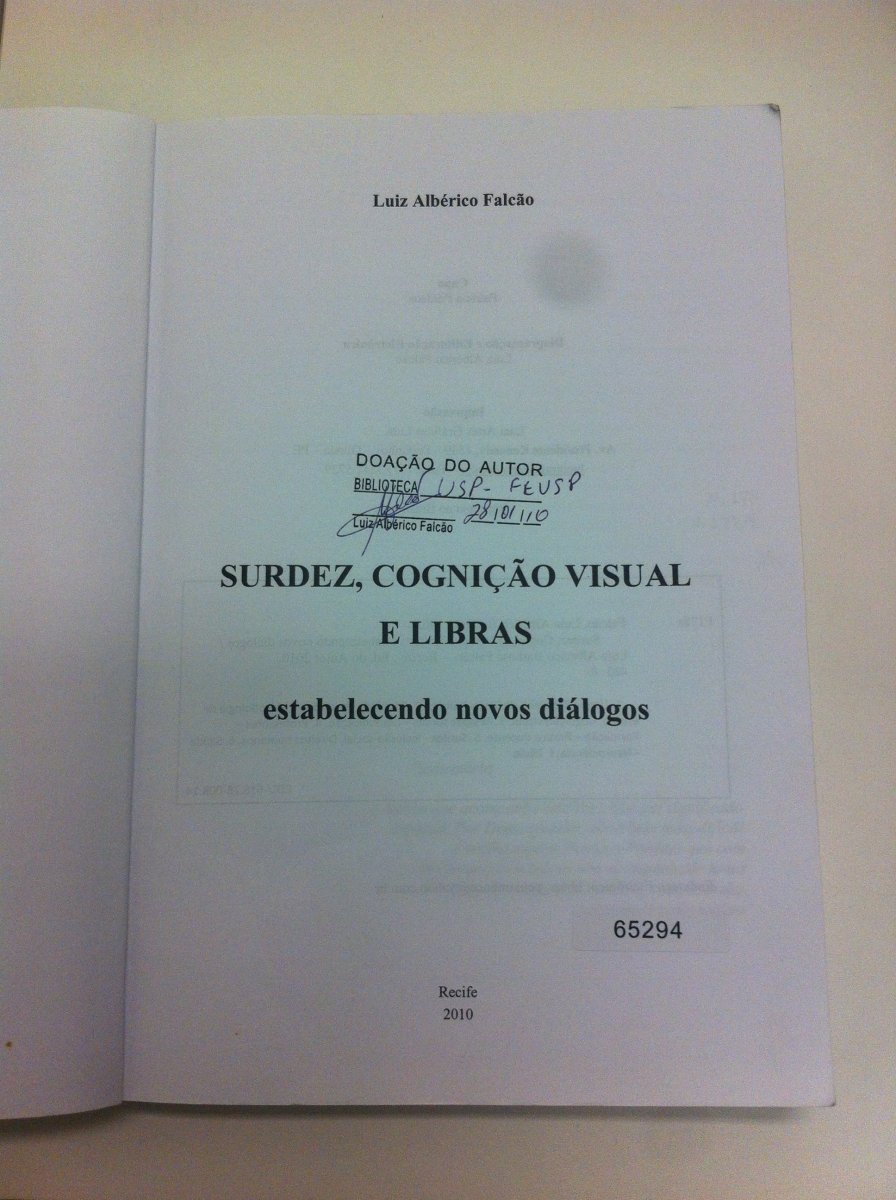 Luiz Albérico Falcão
DOAÇÃO DO AUTOR
BIBLIOTECA USP - FEUSP
28/01/10
Luiz Albérico Falcão
SURDEZ, COGNIÇÃO VISUAL
E LIBRAS
estabelecendo novos diálogos
65294
Recife
2010